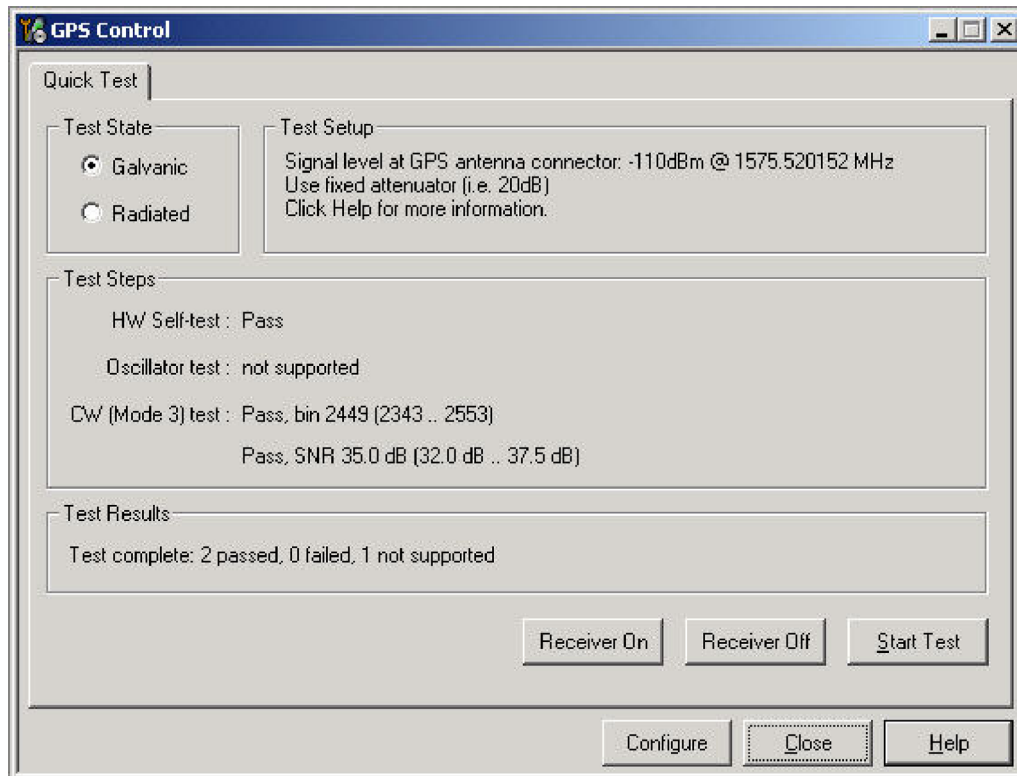 GPS Control
Quick Test
Test State
Galvanic
Radiated
Test Setup
Signal level at GPS antenna connector: -110dBm @ 1575.520152 MHz
Use fixed attenuator (i.e. 20dB)
Click Help for more information.
Test Steps
HW Self-test : Pass
Oscillator test : not supported
CW (Mode 3) test : Pass, bin 2449 (2343 .. 2553)
Pass, SNR 35.0 dB (32.0 dB .. 37.5 dB)
Test Results
Test complete: 2 passed, 0 failed, 1 not supported
Receiver On Receiver Off Start Test
Configure Close Help